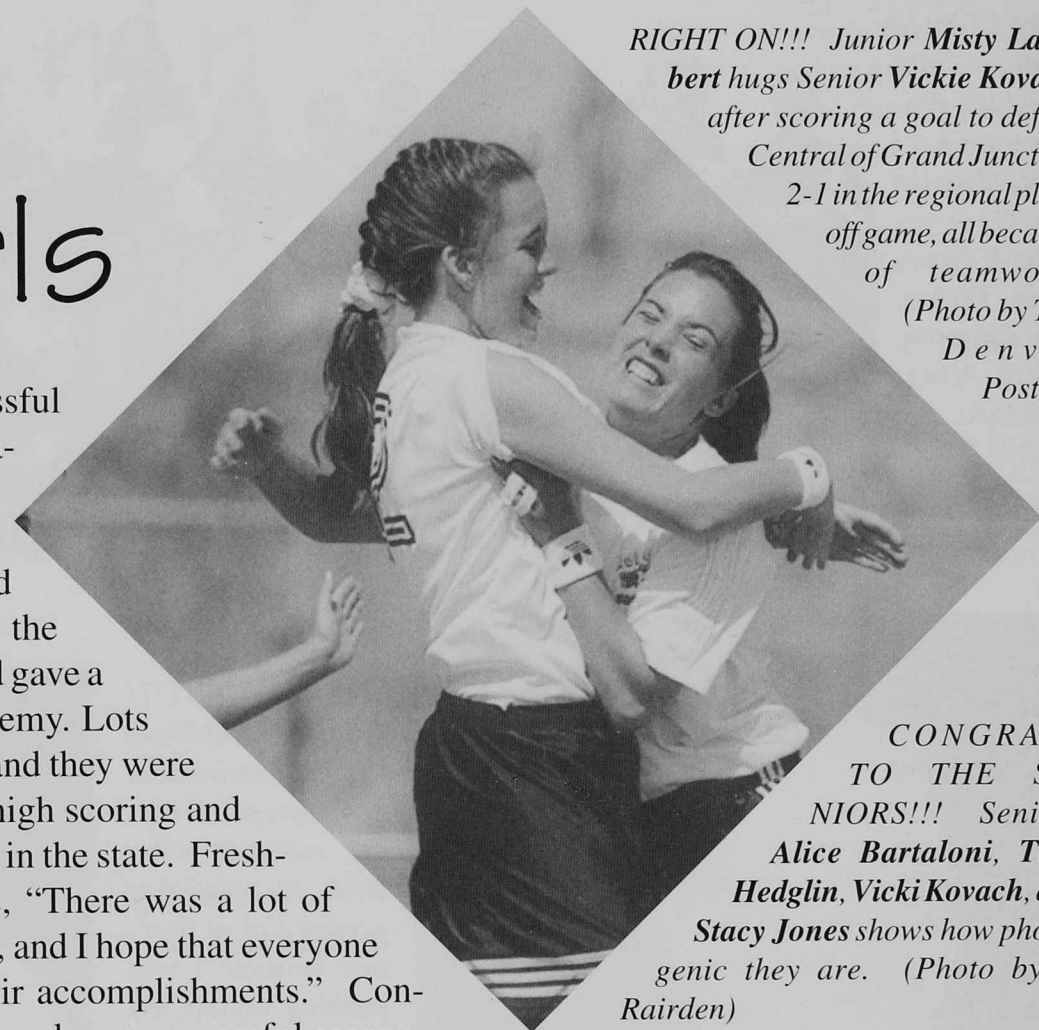 rls
RIGHT ON!!! Junior Misty La
bert hugs Senior Vickie Kova
after scoring a goal to def
Central of Grand Junct
2-1 in the regional pl
off game, all beca
of teamwo
(Photo by T
Denv
Post
ssful
a-
d
the
d gave a
emy. Lots
and they were
high scoring and
in the state. Fresh-
, “There was a lot of
, and I hope that everyone
ir accomplishments.” Con-
CONGRA
TO THE S
NIORS!!! Seni
Alice Bartaloni, T
Hedglin, Vicki Kovach, a
Stacy Jones shows how pho
genic they are. (Photo by
Rairden)